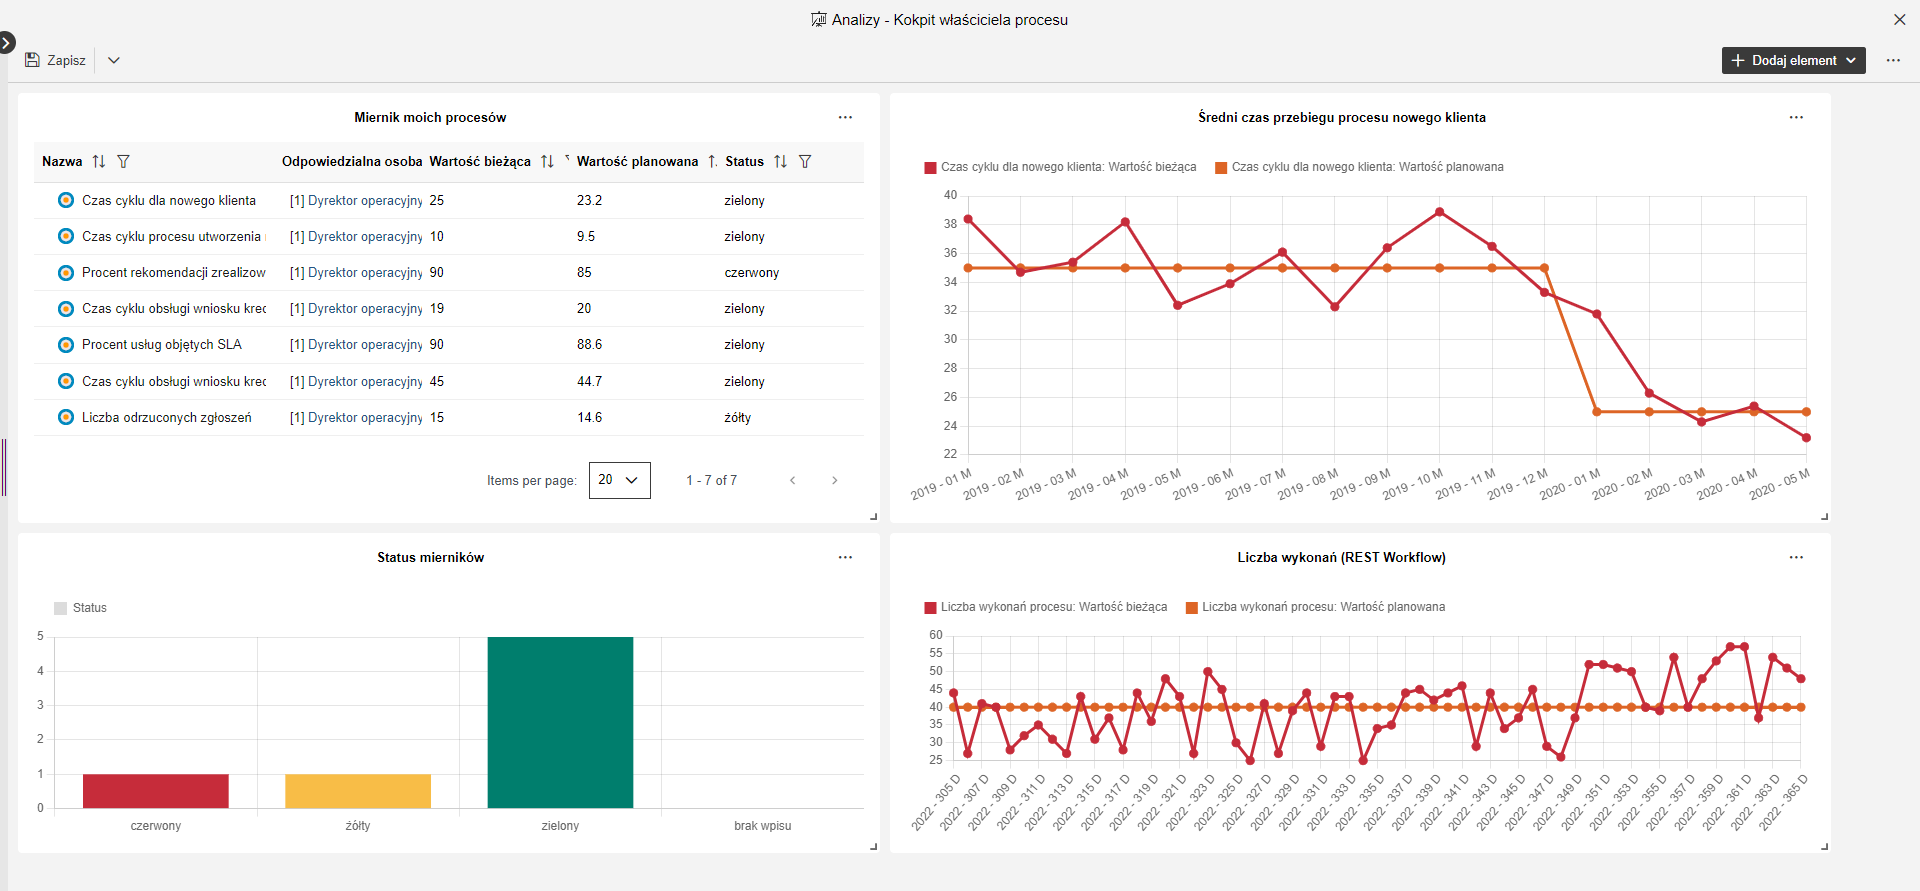 Analizy - Kokpit właściciela procesu
Zapisz
Dodaj element
Miernik moich procesów
Nazwa Odpowiedzialna osoba Wartość bieżąca Wartość planowana Status
Czas cyklu dla nowego klienta [1] Dyrektor operacyjny 25 23.2 zielony
Czas cyklu procesu utworzenia [1] Dyrektor operacyjny 10 9.5 zielony
Procent rekomendacji zrealizow [1] Dyrektor operacyjny 90 85 czerwony
Czas cyklu obsługi wniosku krec [1] Dyrektor operacyjny 19 20 zielony
Procent usług objętych SLA [1] Dyrektor operacyjny 90 88.6 zielony
Czas cyklu obsługi wniosku krec [1] Dyrektor operacyjny 45 44.7 zielony
Liczba odrzuconych zgłoszeń [1] Dyrektor operacyjny 15 14.6 żółty
Items per page: 20 1 - 7 of 7
Średni czas przebiegu procesu nowego klienta
Czas cyklu dla nowego klienta: Wartość bieżąca Czas cyklu dla nowego klienta: Wartość planowana
40
38
36
34
32
30
28
26
24
22
2019 - 01 M 2019 - 02 M 2019 - 03 M 2019 - 04 M 2019 - 05 M 2019 - 06 M 2019 - 07 M 2019 - 08 M 2019 - 09 M 2019 - 10 M 2019 - 11 M 2019 - 12 M 2020 - 01 M 2020 - 02 M 2020 - 03 M 2020 - 04 M 2020 - 05 M
Status mierników
Status
5
4
3
2
1
0
czerwony żółty zielony brak wpisu
Liczba wykonań (REST Workflow)
Liczba wykonań procesu: Wartość bieżąca Liczba wykonań procesu: Wartość planowana
60
55
50
45
40
35
30
25
2022 - 305 D 2022 - 307 D 2022 - 309 D 2022 - 311 D 2022 - 313 D 2022 - 315 D 2022 - 317 D 2022 - 319 D 2022 - 321 D 2022 - 323 D 2022 - 325 D 2022 - 327 D 2022 - 329 D 2022 - 331 D 2022 - 333 D 2022 - 335 D 2022 - 337 D 2022 - 339 D 2022 - 341 D 2022 - 343 D 2022 - 345 D 2022 - 347 D 2022 - 349 D 2022 - 351 D 2022 - 353 D 2022 - 355 D 2022 - 357 D 2022 - 359 D 2022 - 361 D 2022 - 363 D 2022 - 365 D